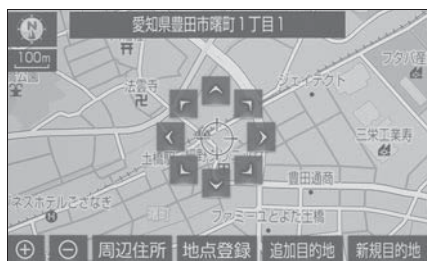 愛知県豊田市曙町1丁目1
N
100m
フタバ産
法雲寺
ジェイテクト
三栄工業寿
豊田通商
ネスホテルござなぎ
ファミーユとよた土橋
周辺住所
地点登録
追加目的地
新規目的地